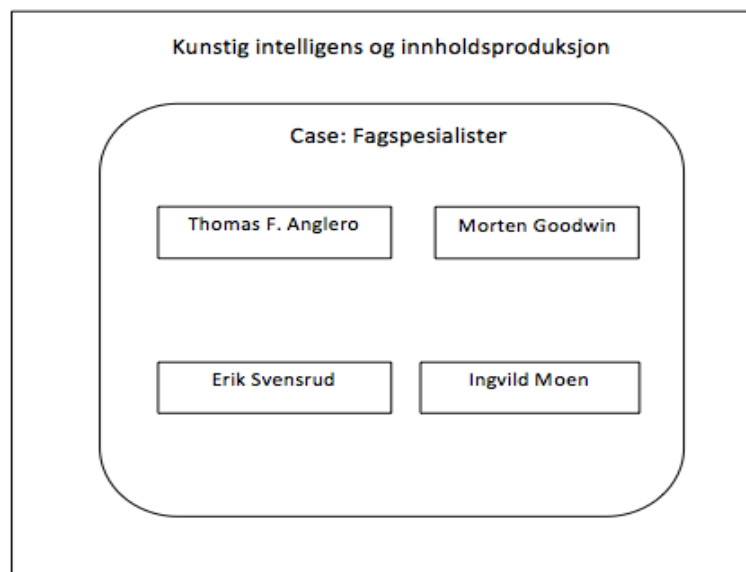 Kunstig intelligens og innholdsproduksjon
Case: Fagspesialister
Thomas F. Anglero
Morten Goodwin
Erik Svensrud
Ingvild Moen